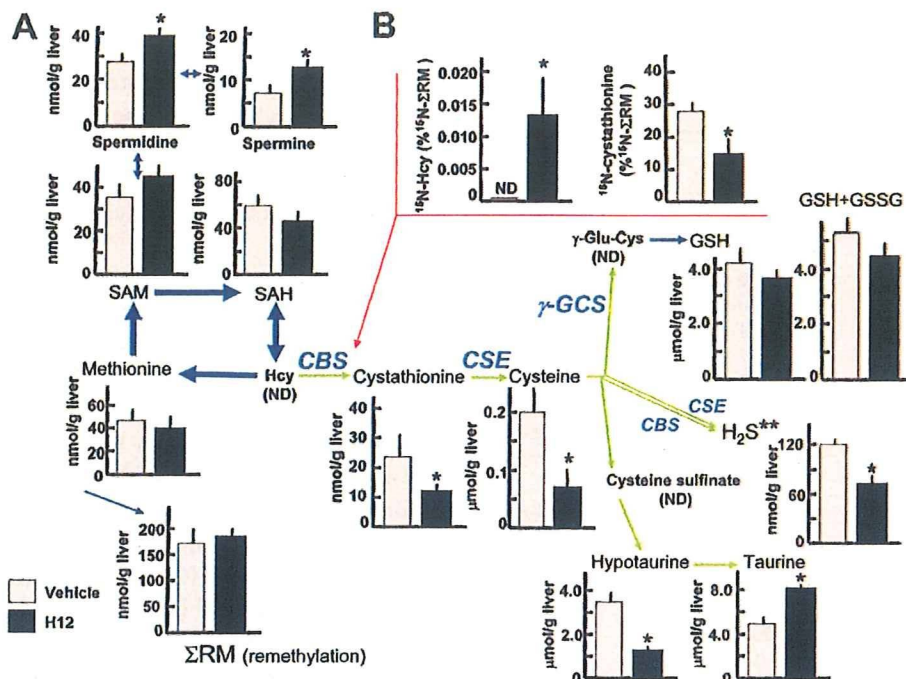 A
nmol/g liver
40
20
0
*
Spermidine
nmol/g liver
20
10
0
*
Spermine
nmol/g liver
40
20
0
SAM
nmol/g liver
80
40
0
SAH
Methionine
nmol/g liver
60
40
20
0
Hcy
(ND)
nmol/g liver
200
150
100
50
0
ΣRM (remethylation)
Vehicle
H12
B
¹⁵N-Hcy (%¹⁵N-ΣRM)
0.020
0.015
0.010
0.005
0.000
ND
*
¹⁵N-cystathionine
(%¹⁵N-ΣRM)
40
30
20
10
0
*
γ-Glu-Cys
(ND)
GSH
GSH+GSSG
μmol/g liver
4.0
2.0
0
4.0
2.0
.0
γ-GCS
CBS
Cystathionine
CSE
Cysteine
nmol/g liver
40
30
20
10
0
*
μmol/g liver
0.2
0.1
0
*
CSE
CBS
H₂S**
nmol/g liver
120
60
0
*
Cysteine sulfinate
(ND)
Hypotaurine
Taurine
μmol/g liver
4.0
2.0
.0
*
μmol/g liver
8.0
4.0
0
*